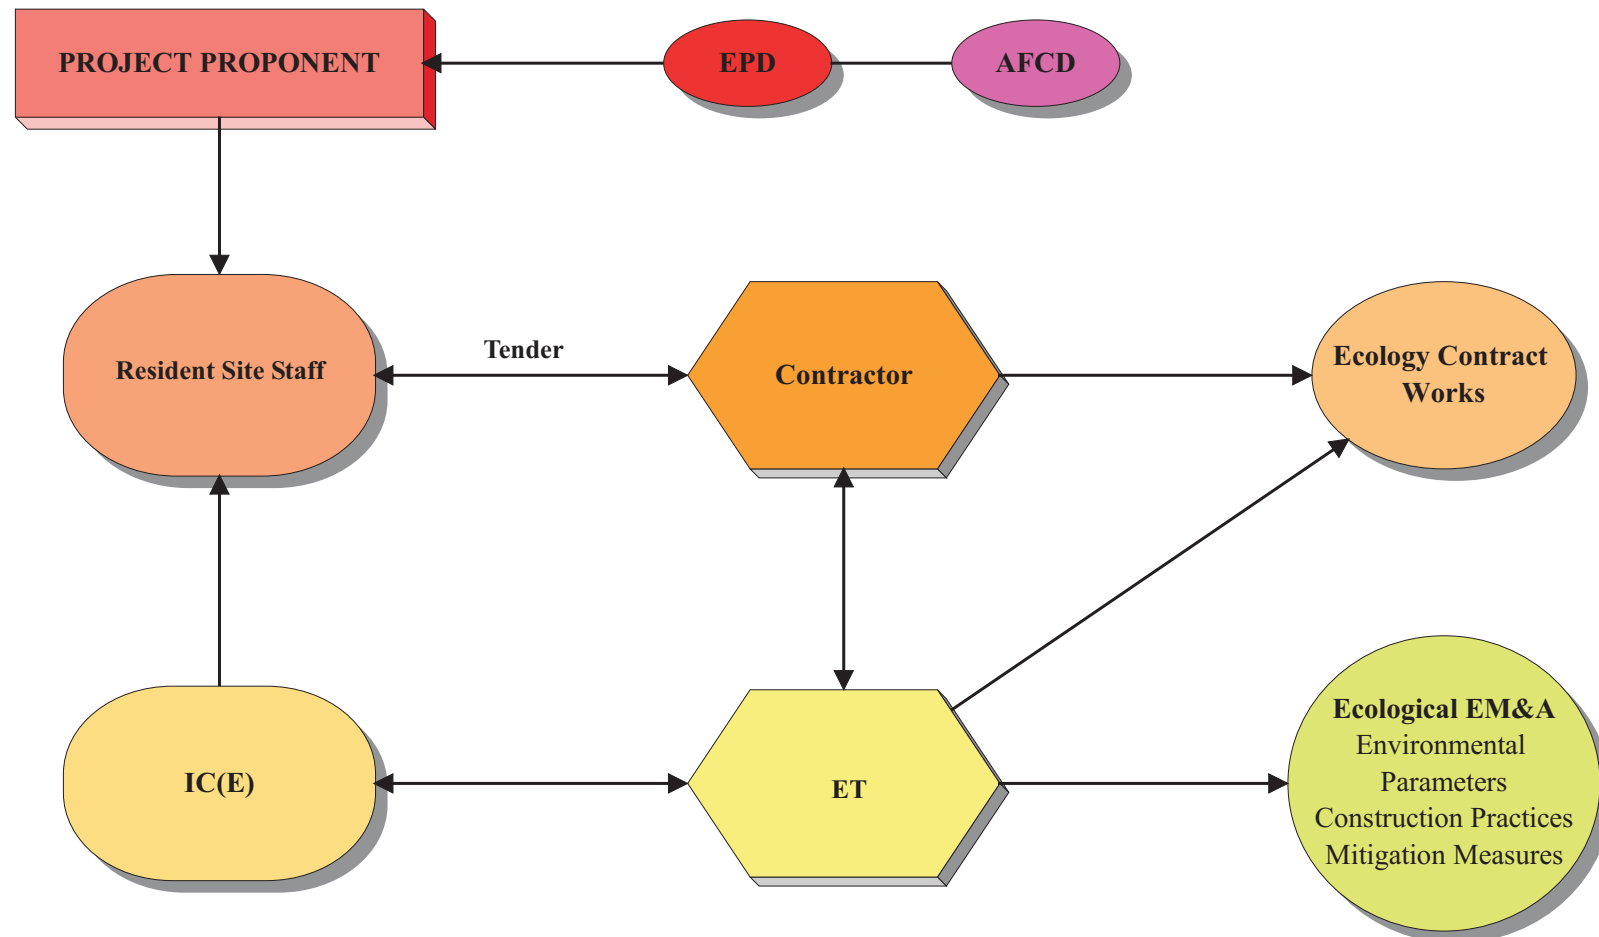 PROJECT PROPONENT
EPD
AFCD
Resident Site Staff
Tender
Contractor
Ecology Contract
Works
IC(E)
ET
Ecological EM&A
Environmental
Parameters
Construction Practices
Mitigation Measures